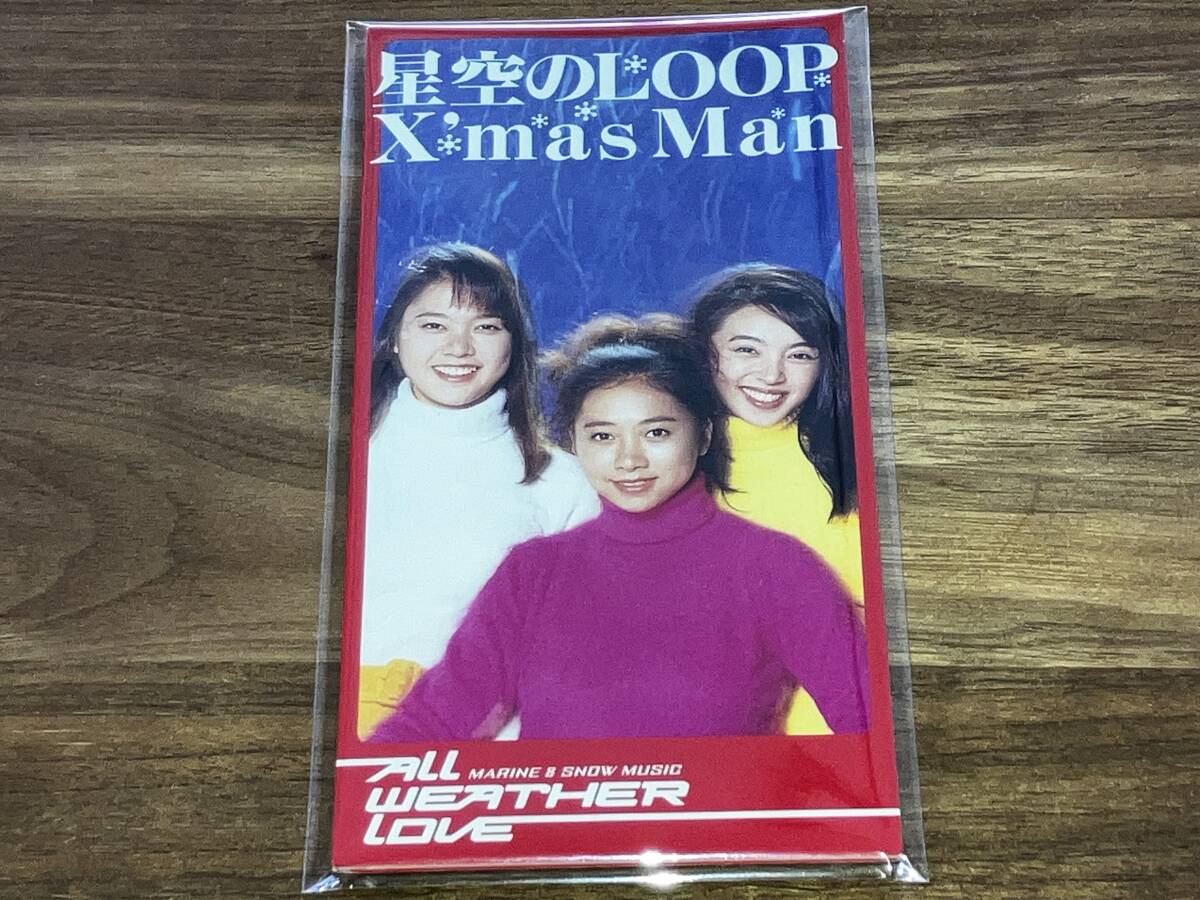 星空のLOOP
X'mas Man
ALL MARINE & SNOW MUSIC
WEATHER
LOVE